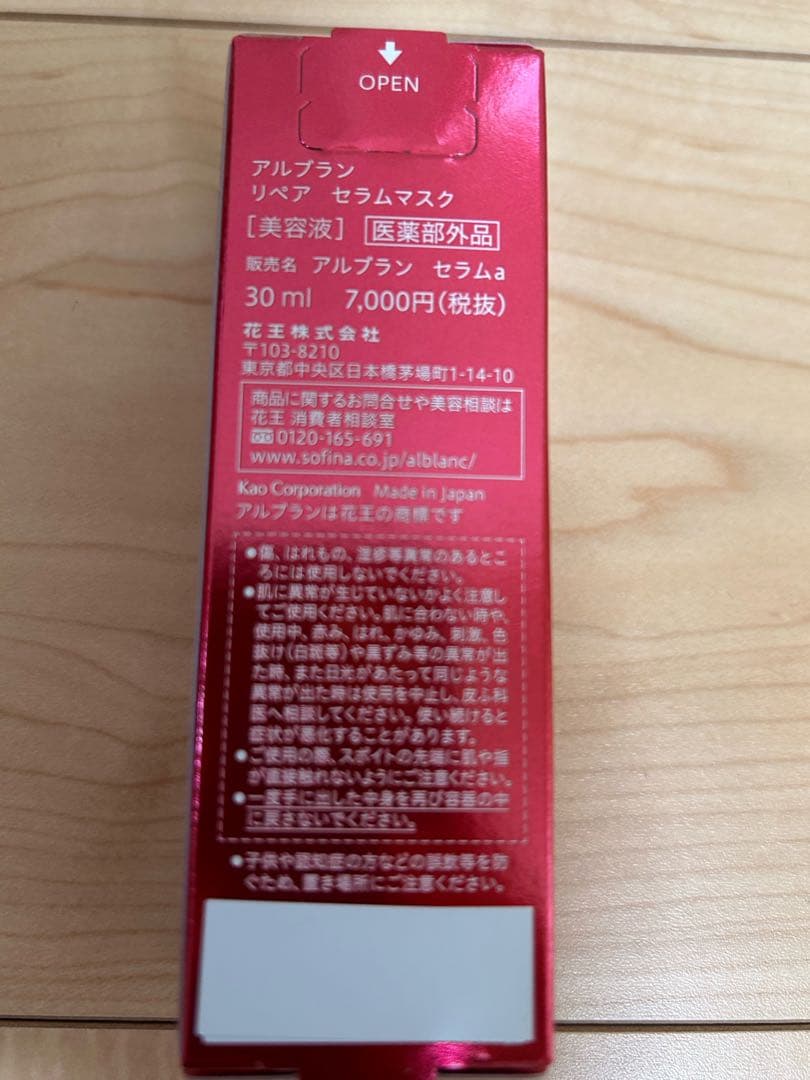 OPEN
アルブラン
リペア セラムマスク
[美容液] 医薬部外品
販売名 アルブラン セラムa
30 ml 7,000円(税抜)
花王株式会社
〒103-8210
東京都中央区日本橋茅場町1-14-10
商品に関するお問合せや美容相談は
花王 消費者相談室
0120-165-691
www.sofina.co.jp/alblanc/
Kao Corporation Made in Japan
アルブランは花王の商標です
●傷、はれもの、湿疹等異常のあるとこ
ろには使用しないでください。
●肌に異常が生じていないかよく注意し
てご使用ください。肌に合わない時や、
使用中、赤み、はれ、かゆみ、刺激、色
抜け(白斑等)や黒ずみ等の異常が出
た時、また日光があたって同じような
異常が出た時は使用を中止し、皮ふ科
医へ相談してください。使い続けると
症状が悪化することがあります。
●ご使用の際、スポイトの先端に肌や指
が直接触れないようにご注意ください。
●一度手に出した中身を再び容器の中
に戻さないでください。
●子供や認知症の方などの誤飲等を防
ぐため、置き場所にご注意ください。